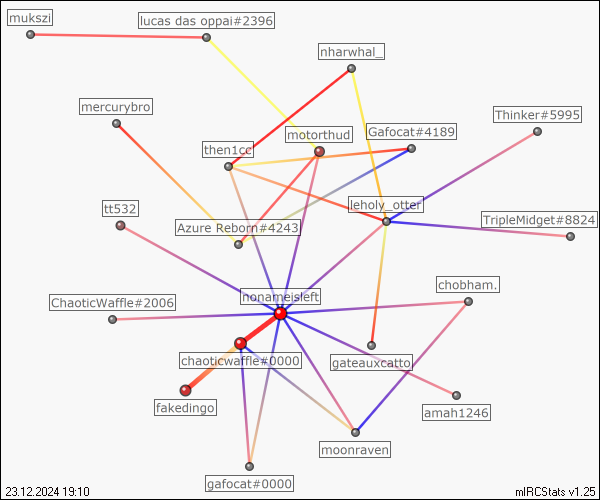 mukszi
lucas das oppai#2396
nharwhal_
mercurybro
Thinker#5995
motorthud
Gafocat#4189
then1cc
leholy_otter
tt532
Azure Reborn#4243
TripleMidget#8824
chobham.
nonameisleft
ChaoticWaffle#2006
chaoticwaffle#0000
gateauxcatto
fakedingo
amah1246
moonraven
gafocat#0000
23.12.2024 19:10
mIRCStats v1.25